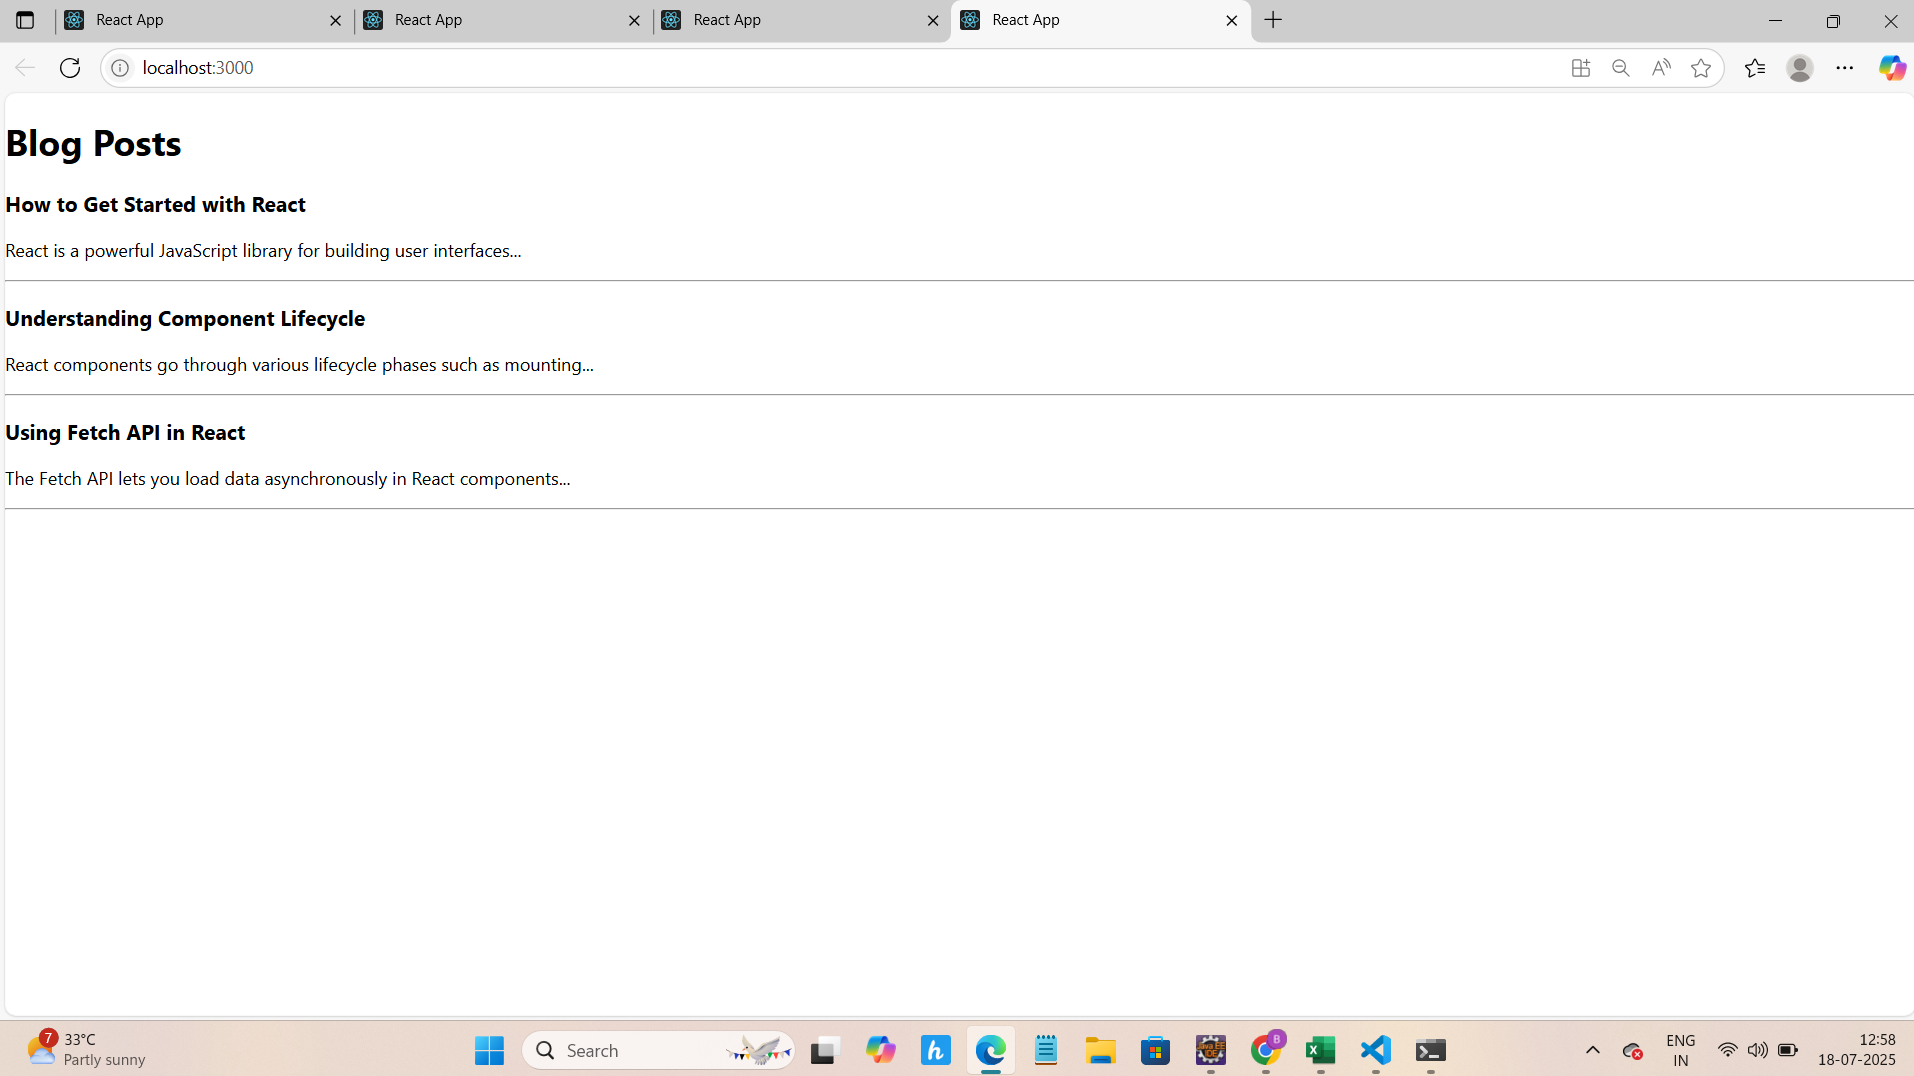 React App
React App
React App
React App
localhost:3000
Blog Posts
How to Get Started with React
React is a powerful JavaScript library for building user interfaces...
Understanding Component Lifecycle
React components go through various lifecycle phases such as mounting...
Using Fetch API in React
The Fetch API lets you load data asynchronously in React components...
7
33°C
Partly sunny
Search
h
Java EE
IDE
B
ENG
IN
12:58
18-07-2025